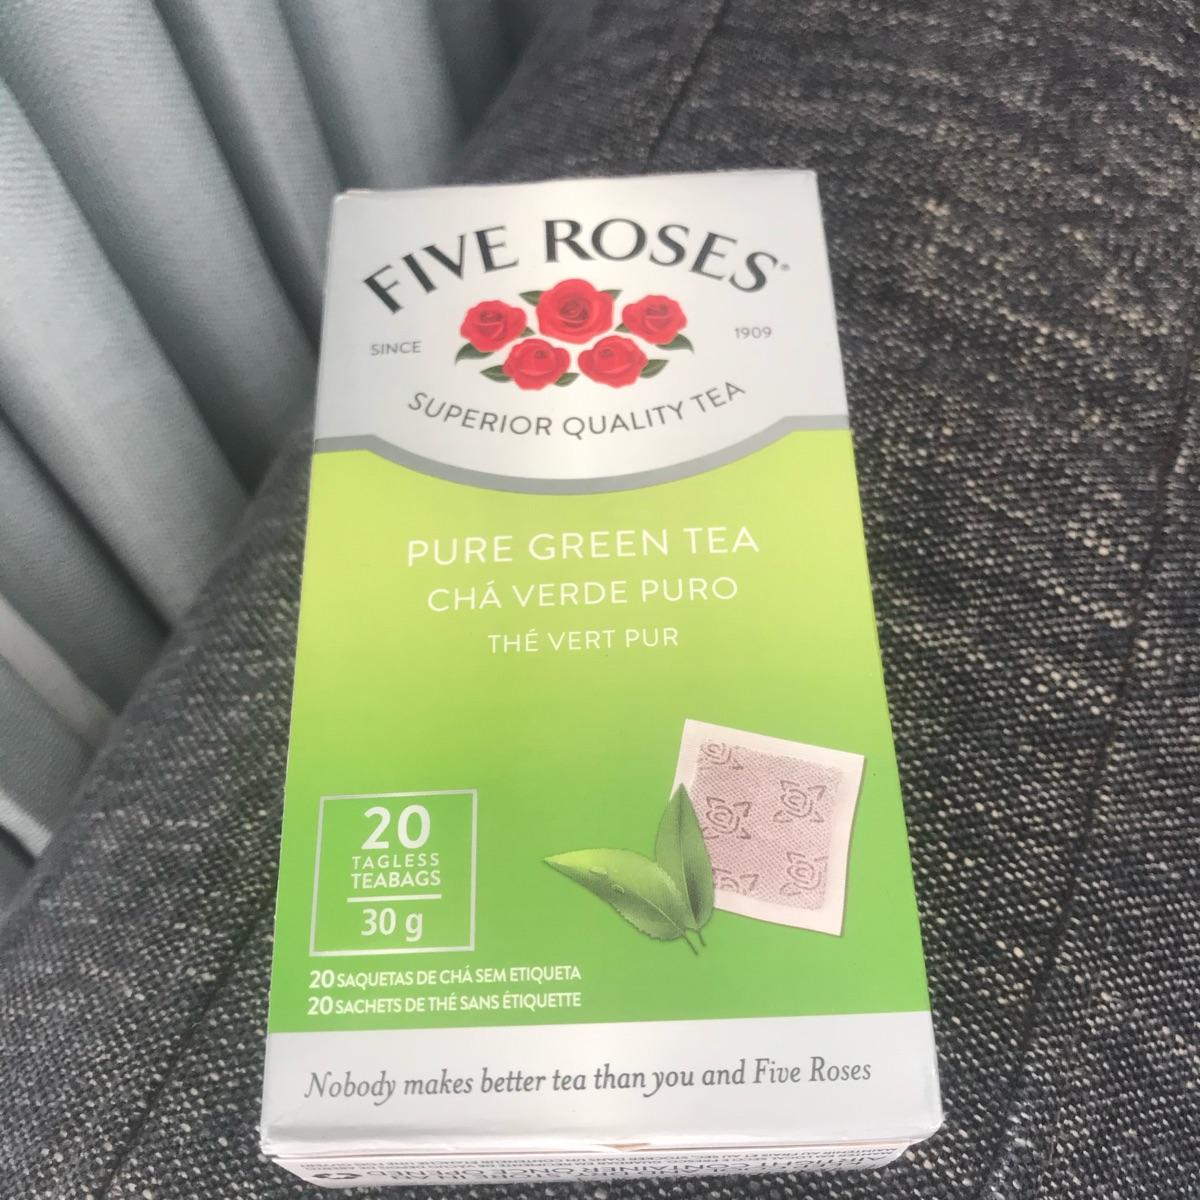 FIVE ROSES
SINCE 1909
SUPERIOR QUALITY TEA
PURE GREEN TEA
CHÁ VERDE PURO
THÉ VERT PUR
20
TAGLESS
TEABAGS
30 g
20 SAQUETAS DE CHÁ SEM ETIQUETA
20 SACHETS DE THÉ SANS ÉTIQUETTE
Nobody makes better tea than you and Five Roses